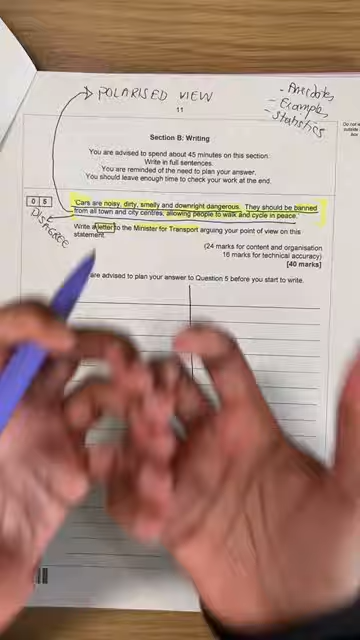 POLARISED VIEW
- Anecdotes
- Examples
- Statistics
11
Do not
outside
box
Section B: Writing
You are advised to spend about 45 minutes on this section.
Write in full sentences.
You are reminded of the need to plan your answer.
You should leave enough time to check your work at the end.
0 5
'Cars are noisy, dirty, smelly and downright dangerous. They should be banned
from all town and city centres, allowing people to walk and cycle in peace.'
DISAGREE
Write a letter to the Minister for Transport arguing your point of view on this
statement.
(24 marks for content and organisation
16 marks for technical accuracy)
[40 marks]
are advised to plan your answer to Question 5 before you start to write.